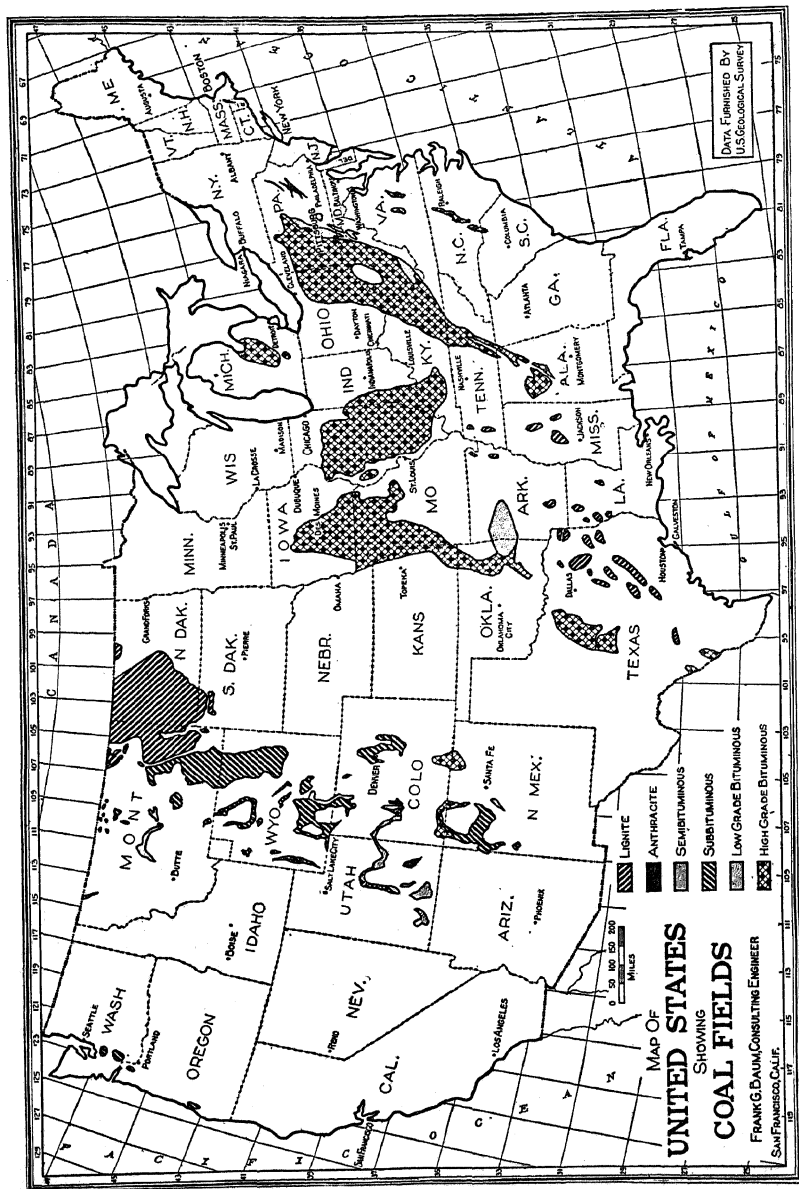 MAP OF
UNITED STATES
SHOWING
COAL FIELDS
FRANK G. BAUM, CONSULTING ENGINEER
SAN FRANCISCO, CALIF.
0 50 100 150 200
MILES
LIGNITE
ANTHRACITE
SEMIBITUMINOUS
SUBBITUMINOUS
LOW GRADE BITUMINOUS
HIGH GRADE BITUMINOUS
DATA FURNISHED BY
U.S. GEOLOGICAL SURVEY
CANADA
PACIFIC
OCEAN
GULF OF MEXICO
WASH
SEATTLE
PORTLAND
OREGON
CAL.
SAN FRANCISCO
LOS ANGELES
NEV.
RENO
IDAHO
BOISE
MONT
BUTTE
WYO.
UTAH
SALT LAKE CITY
ARIZ.
PHOENIX
COLO
DENVER
N MEX.
SANTA FE
N DAK.
GRAND FORKS
S. DAK.
PIERRE
NEBR.
OMAHA
KANS
TOPEKA
OKLA.
OKLAHOMA
CITY
TEXAS
DALLAS
HOUSTON
GALVESTON
MINN.
MINNEAPOLIS
ST. PAUL
IOWA
DUBUQUE
DES MOINES
MO
ST. LOUIS
ARK.
LA.
NEW ORLEANS
WIS
LA CROSSE
MADISON
CHICAGO
MICH.
DETROIT
IND
INDIANAPOLIS
OHIO
CLEVELAND
DAYTON
CINCINNATI
KY.
LOUISVILLE
TENN.
NASHVILLE
MISS.
JACKSON
ALA.
MONTGOMERY
GA.
ATLANTA
FLA.
TAMPA
S.C.
COLUMBIA
N.C.
RALEIGH
VA.
WASHINGTON
MD.
BALTIMORE
DEL.
PA.
PITTSBURG
PHILADELPHIA
N.J.
N.Y.
NIAGARA
BUFFALO
ALBANY
NEW YORK
CT.
MASS.
BOSTON
VT.
N.H.
ME
AUGUSTA